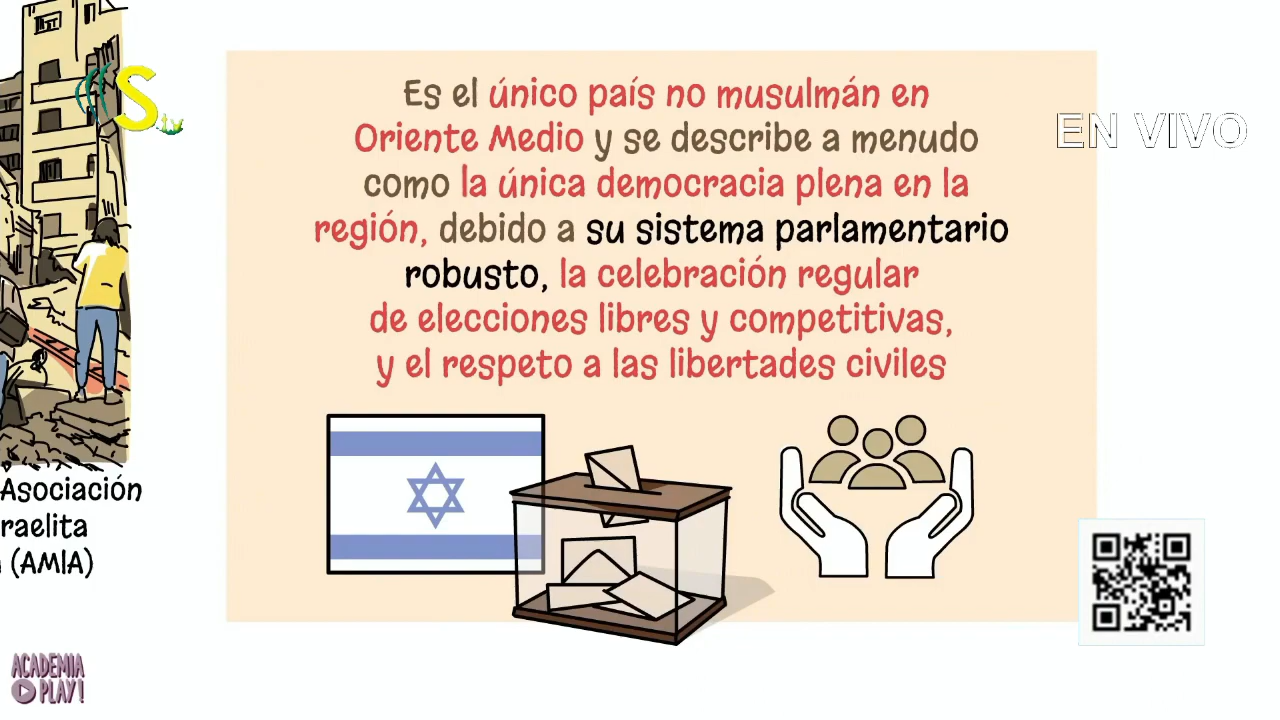 Es el único país no musulmán en
Oriente Medio y se describe a menudo
como la única democracia plena en la
región, debido a su sistema parlamentario
robusto, la celebración regular
de elecciones libres y competitivas,
y el respeto a las libertades civiles
EN VIVO
S
tv
Asociación
raelita
(AMIA)
ACADEMIA
PLAY!